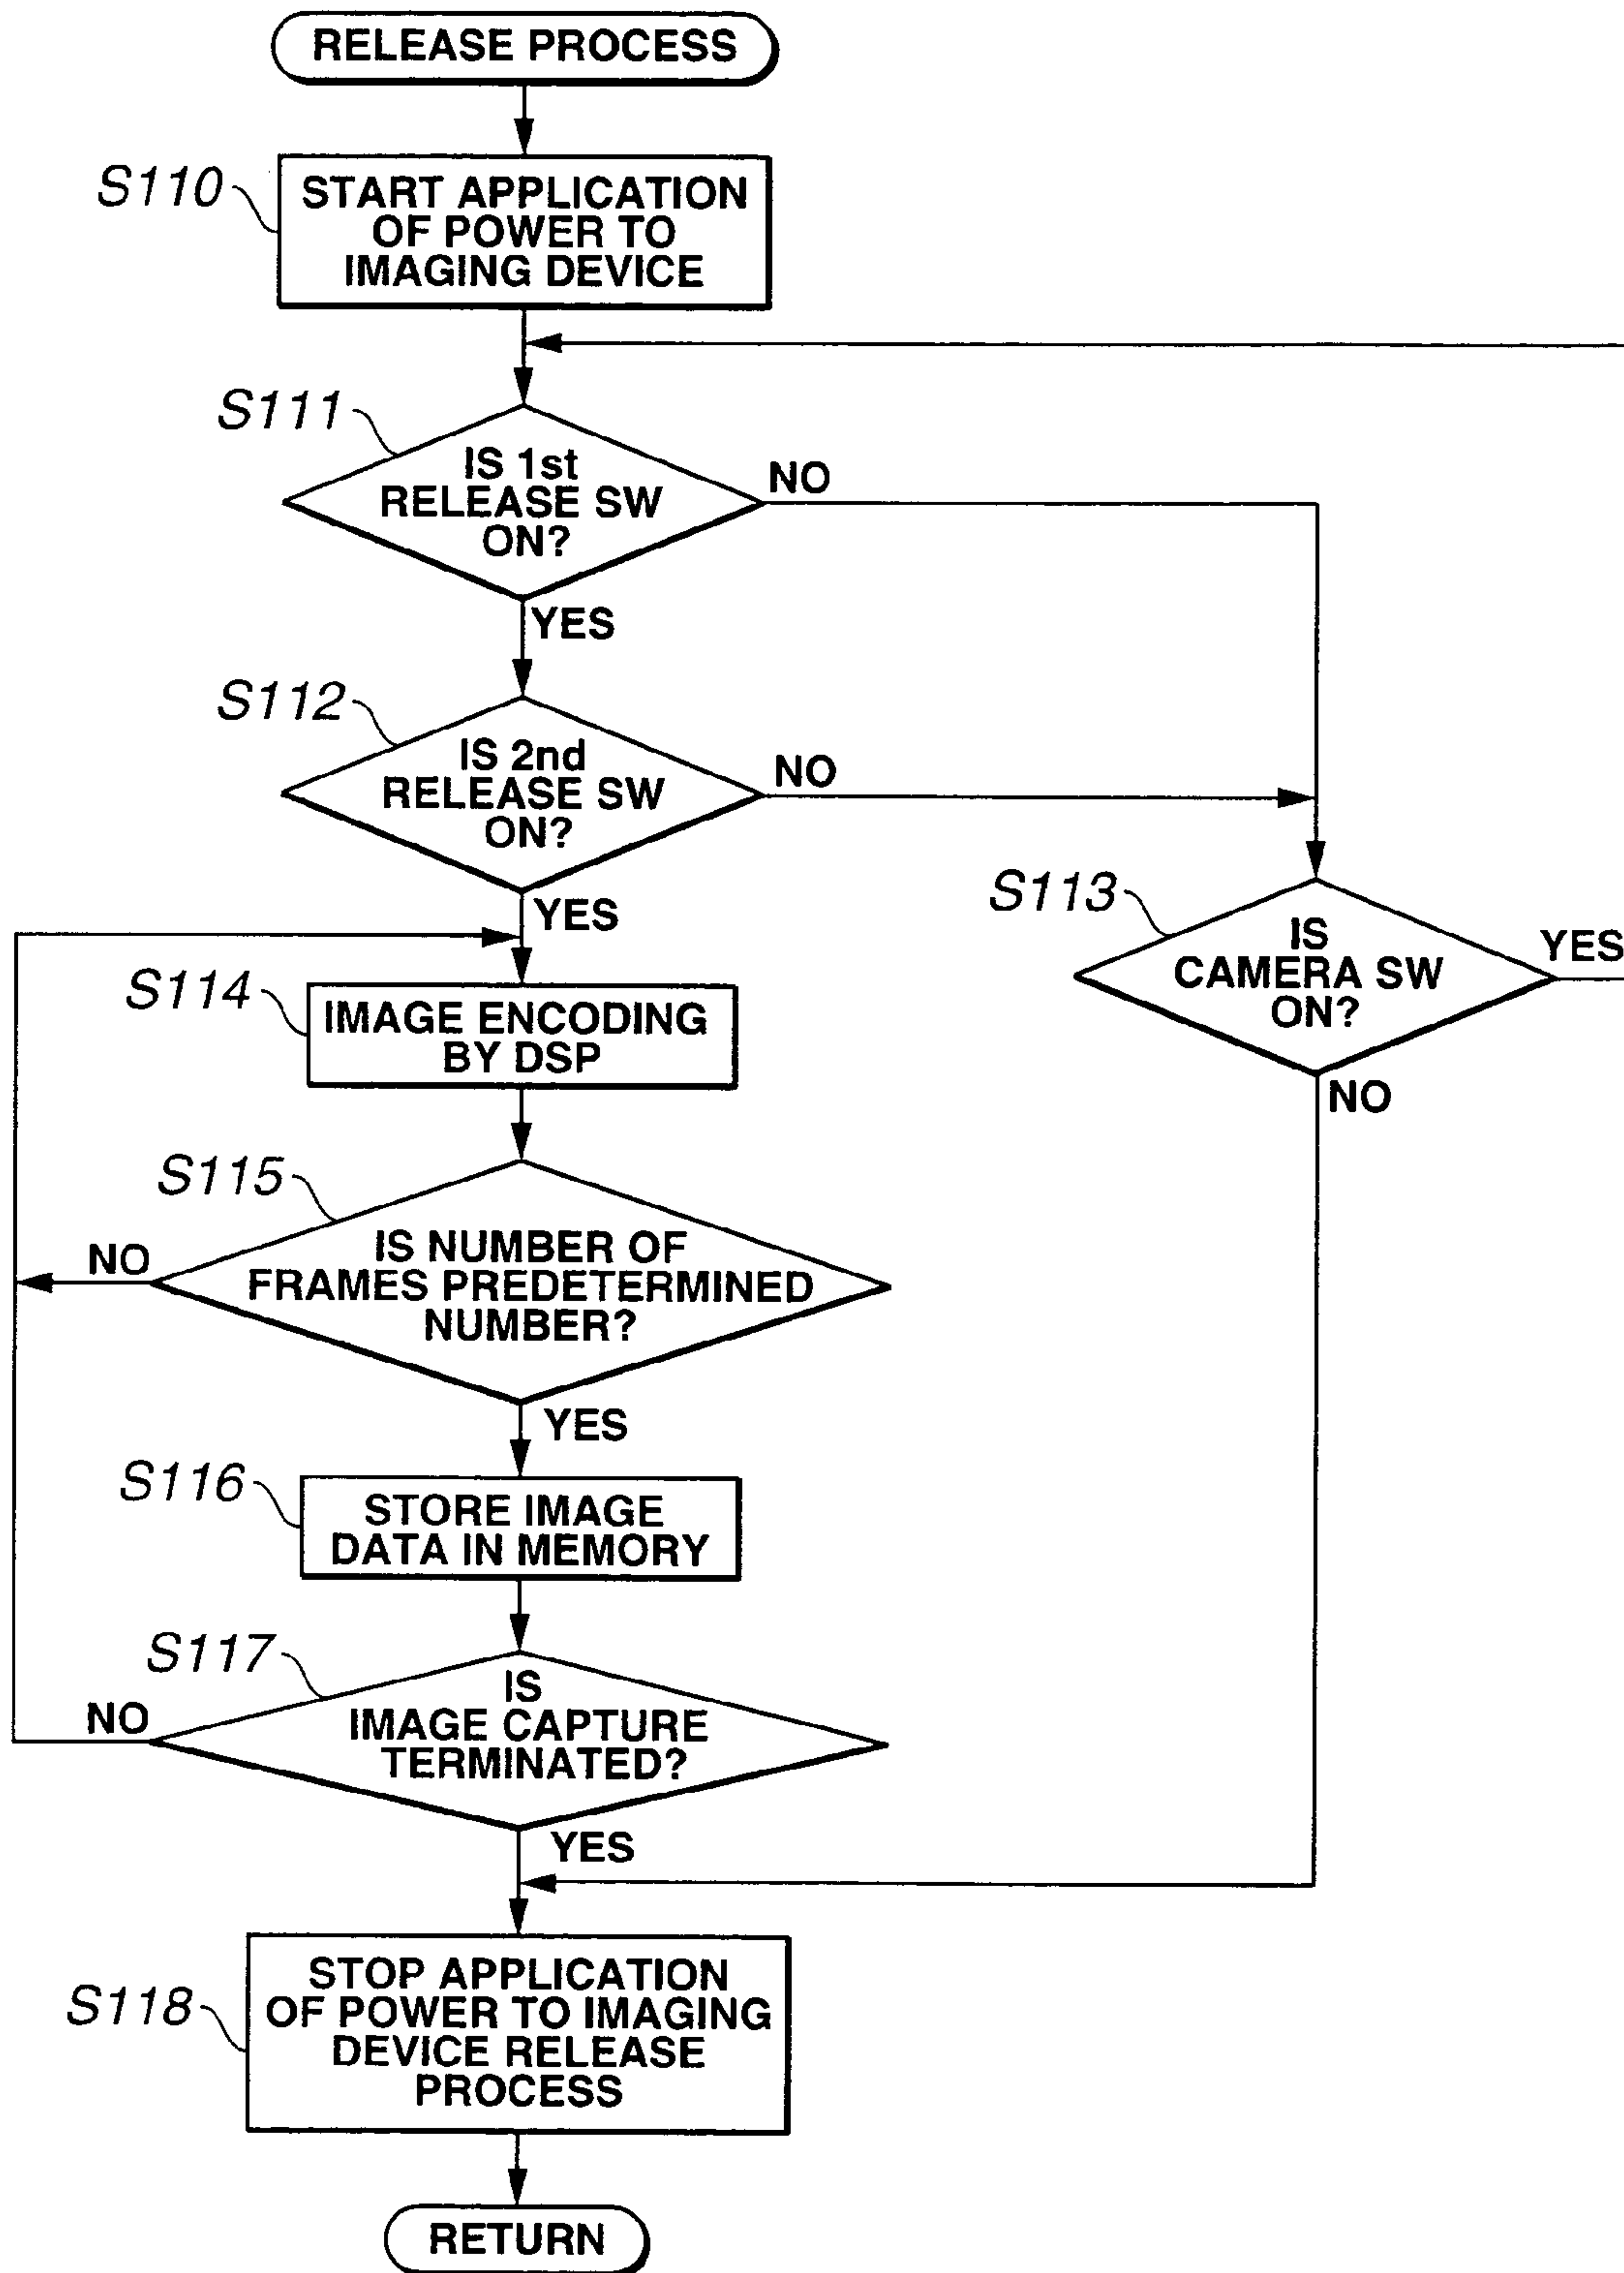 RELEASE PROCESS
S110
START APPLICATION
OF POWER TO
IMAGING DEVICE
S111
IS 1st
RELEASE SW
ON?
NO
YES
S112
IS 2nd
RELEASE SW
ON?
NO
YES
S113
IS
CAMERA SW
ON?
YES
NO
S114
IMAGE ENCODING
BY DSP
S115
IS NUMBER OF
FRAMES PREDETERMINED
NUMBER?
NO
YES
S116
STORE IMAGE
DATA IN MEMORY
S117
IS
IMAGE CAPTURE
TERMINATED?
NO
YES
S118
STOP APPLICATION
OF POWER TO IMAGING
DEVICE RELEASE
PROCESS
RETURN